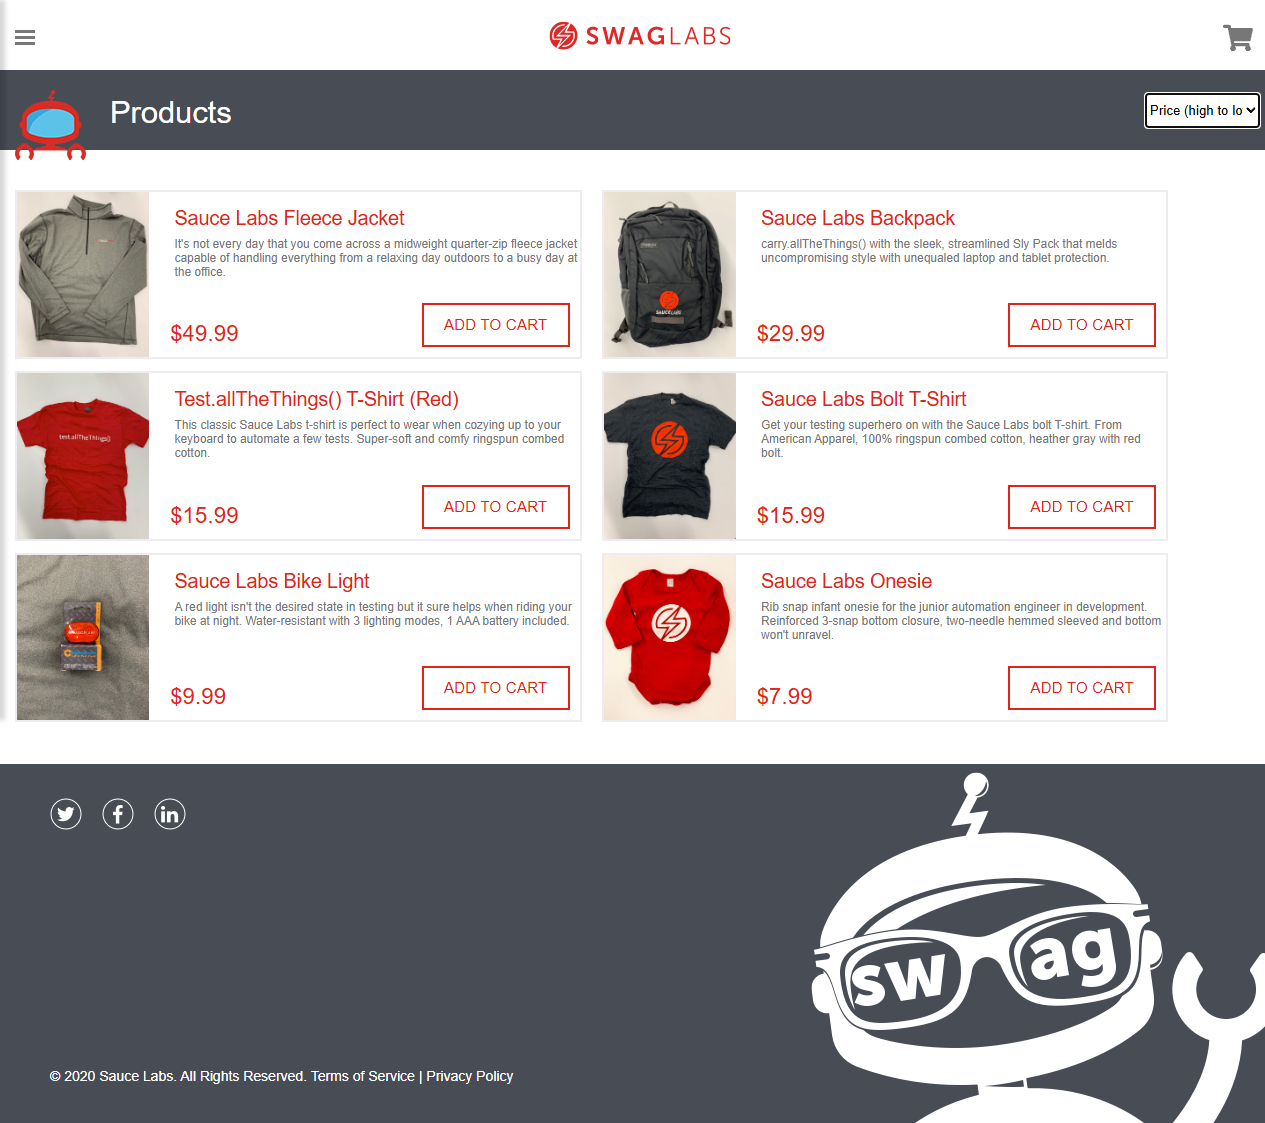 SWAGLABS
Products
Price (high to lo
Sauce Labs Fleece Jacket
It's not every day that you come across a midweight quarter-zip fleece jacket
capable of handling everything from a relaxing day outdoors to a busy day at
the office.
$49.99
ADD TO CART
Sauce Labs Backpack
carry.allTheThings() with the sleek, streamlined Sly Pack that melds
uncompromising style with unequaled laptop and tablet protection.
SAUCELABS
$29.99
ADD TO CART
test.allTheThings()
Test.allTheThings() T-Shirt (Red)
This classic Sauce Labs t-shirt is perfect to wear when cozying up to your
keyboard to automate a few tests. Super-soft and comfy ringspun combed
cotton.
$15.99
ADD TO CART
Sauce Labs Bolt T-Shirt
Get your testing superhero on with the Sauce Labs bolt T-shirt. From
American Apparel, 100% ringspun combed cotton, heather gray with red
bolt.
$15.99
ADD TO CART
Sauce Labs Bike Light
A red light isn't the desired state in testing but it sure helps when riding your
bike at night. Water-resistant with 3 lighting modes, 1 AAA battery included.
$9.99
ADD TO CART
Sauce Labs Onesie
Rib snap infant onesie for the junior automation engineer in development.
Reinforced 3-snap bottom closure, two-needle hemmed sleeved and bottom
won't unravel.
$7.99
ADD TO CART
sw ag
© 2020 Sauce Labs. All Rights Reserved. Terms of Service | Privacy Policy